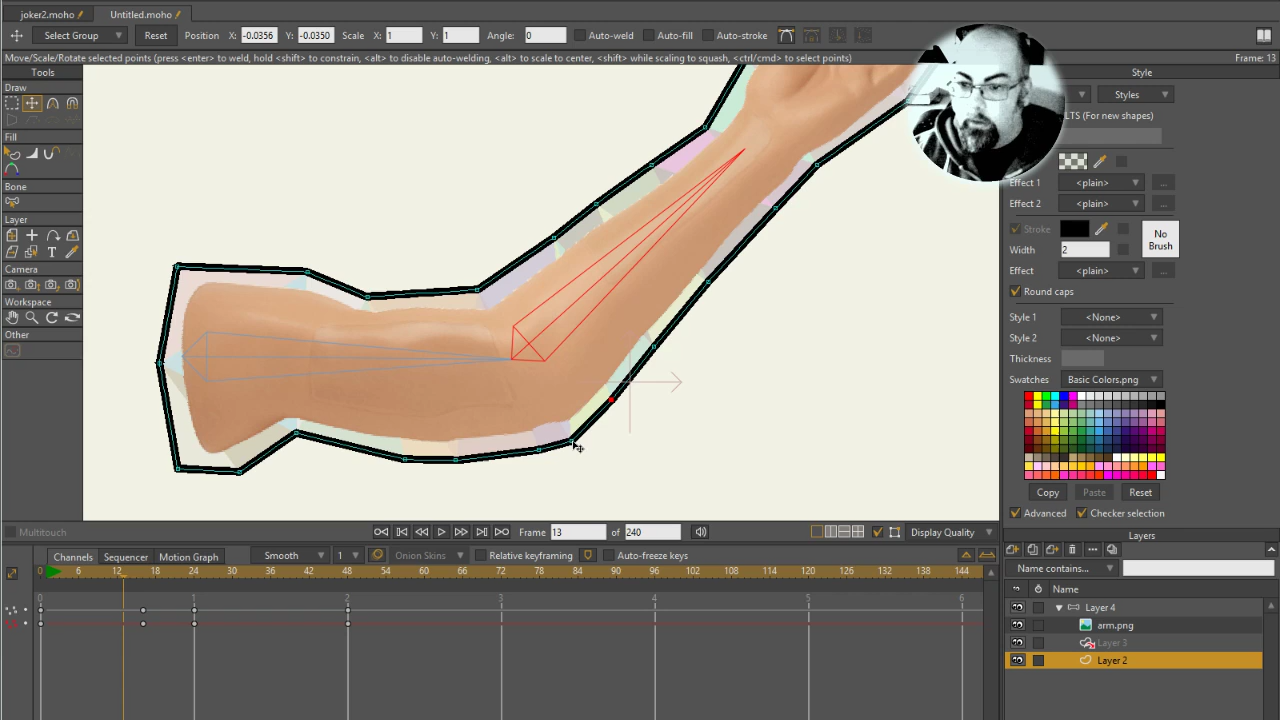 joker2.moho Untitled.moho
Select Group Reset Position X: -0.0356 Y: -0.0350 Scale X: 1 Y: 1 Angle: 0 Auto-weld Auto-fill Auto-stroke
Move/Scale/Rotate selected points (press <enter> to weld, hold <shift> to constrain, <alt> to disable auto-welding, <alt> to scale to center, <shift> while scaling to squash, <ctrl/cmd> to select points) Frame: 13
Tools
Style
Draw
Styles
LTS (For new shapes)
Fill
Effect 1 <plain> ...
Bone
Effect 2 <plain> ...
Layer
Stroke
No Brush
Width 2
T
Camera
Effect <plain> ...
Round caps
Workspace
Style 1 <None>
Other
Style 2 <None>
Thickness
Swatches Basic Colors.png
Copy Paste Reset
Advanced Checker selection
Multitouch Frame 13 of 240 Display Quality
Layers
Channels Sequencer Motion Graph Smooth 1 Onion Skins Relative keyframing Auto-freeze keys
Name contains...
0 6 12 18 24 30 36 42 48 54 60 66 72 78 84 90 96 102 108 114 120 126 132 138 144
Name
0 1 2 3 4 5 6
Layer 4
arm.png
Layer 3
Layer 2